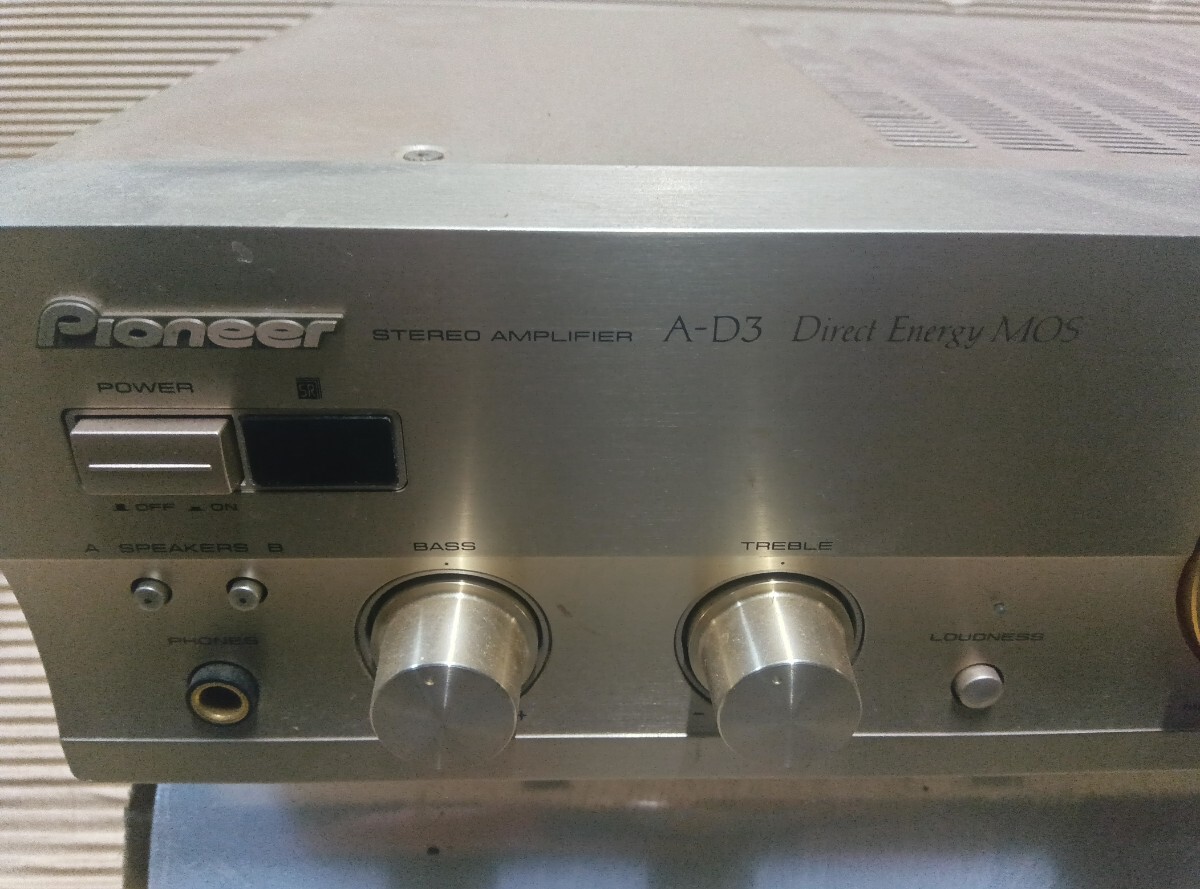 Pioneer STEREO AMPLIFIER A-D3 Direct Energy MOS
POWER SR
OFF ON
A SPEAKERS B
BASS
TREBLE
PHONES
LOUDNESS
+
−